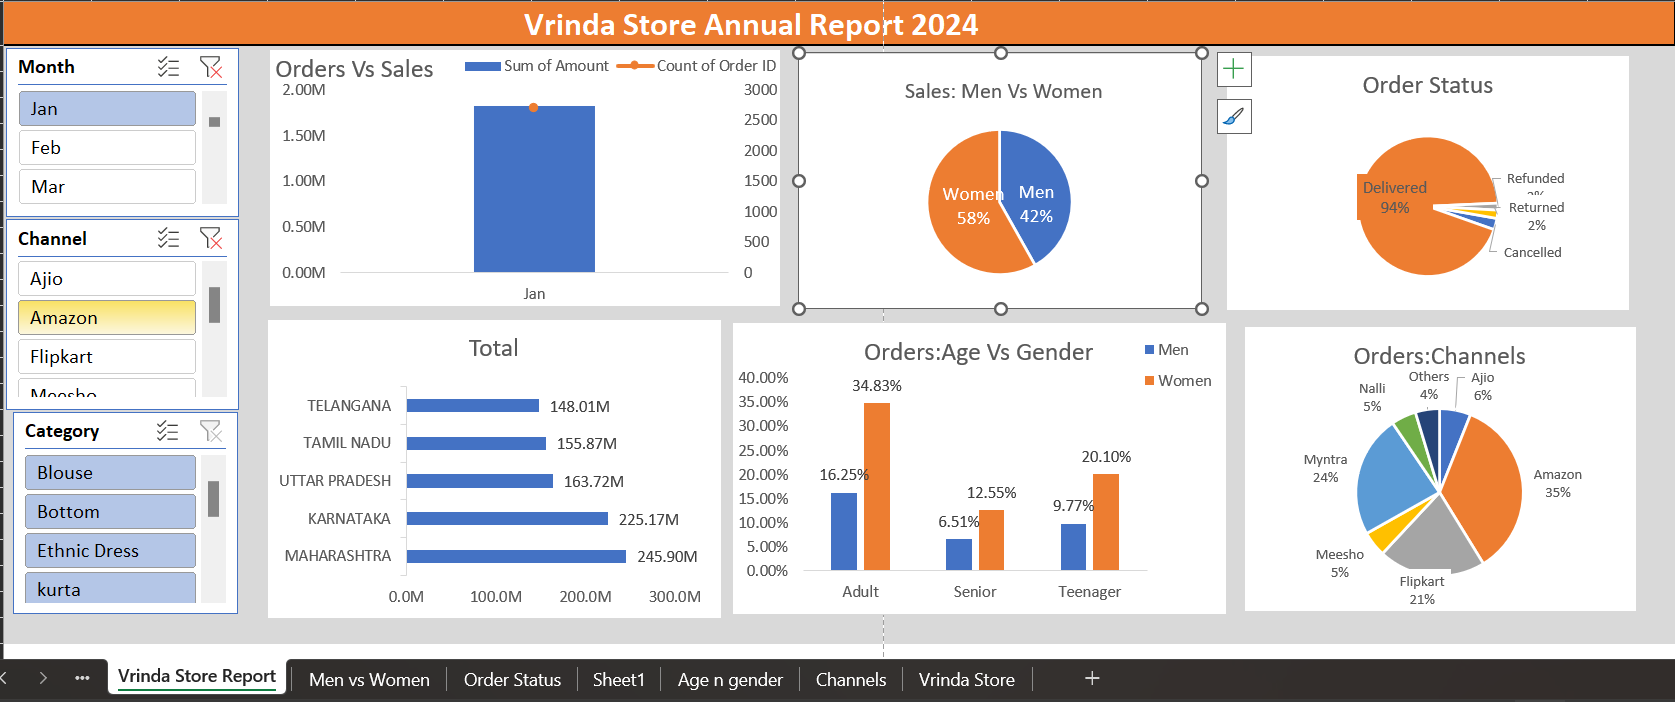 Vrinda Store Annual Report 2024
Month
Jan
Feb
Mar
Channel
Ajio
Amazon
Flipkart
Meesho
Category
Blouse
Bottom
Ethnic Dress
kurta
Orders Vs Sales
Sum of Amount
Count of Order ID
2.00M
1.50M
1.00M
0.50M
0.00M
3000
2500
2000
1500
1000
500
0
Jan
Sales: Men Vs Women
Women
58%
Men
42%
Order Status
Delivered
94%
Refunded
2%
Returned
2%
Cancelled
Total
TELANGANA
148.01M
TAMIL NADU
155.87M
UTTAR PRADESH
163.72M
KARNATAKA
225.17M
MAHARASHTRA
245.90M
0.0M
100.0M
200.0M
300.0M
Orders:Age Vs Gender
Men
Women
40.00%
35.00%
30.00%
25.00%
20.00%
15.00%
10.00%
5.00%
0.00%
16.25%
34.83%
6.51%
12.55%
9.77%
20.10%
Adult
Senior
Teenager
Orders:Channels
Others
4%
Ajio
6%
Nalli
5%
Myntra
24%
Amazon
35%
Meesho
5%
Flipkart
21%
Vrinda Store Report
Men vs Women
Order Status
Sheet1
Age n gender
Channels
Vrinda Store